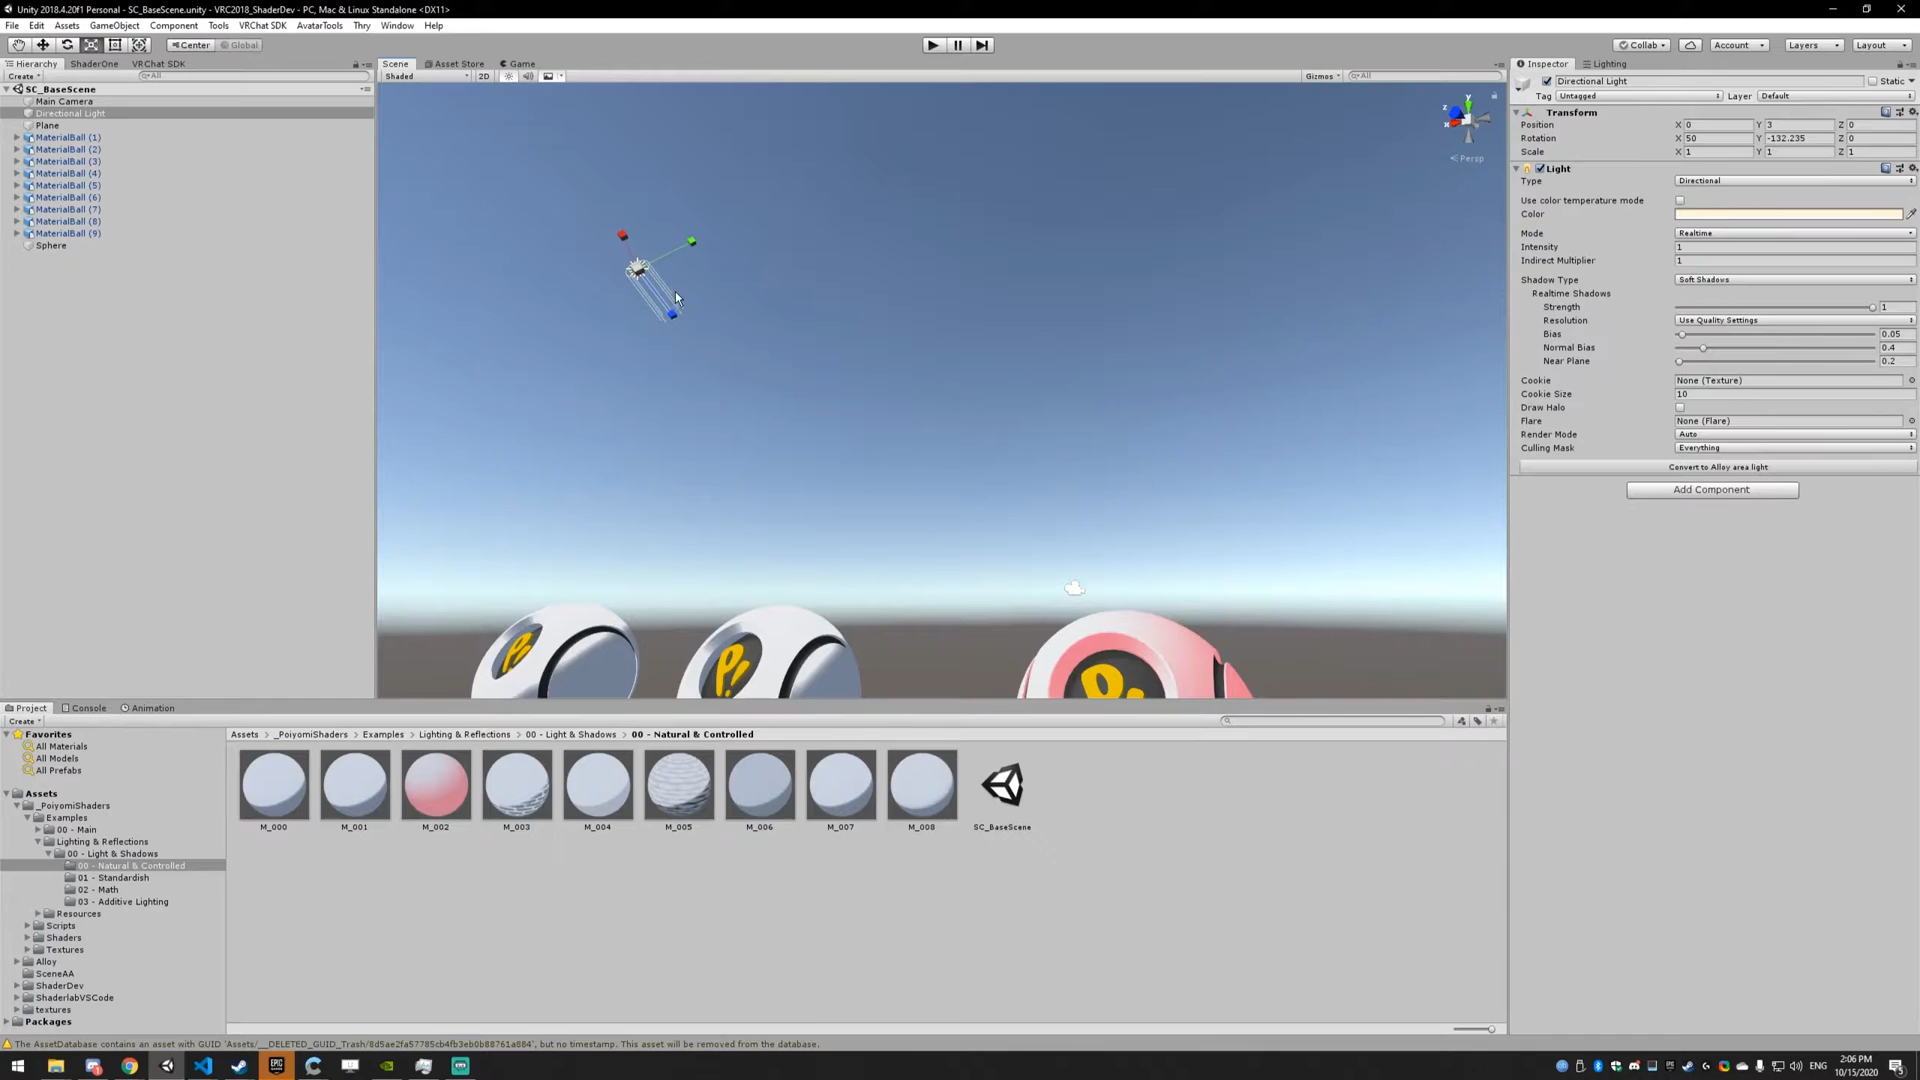 Unity 2018.4.20f1 Personal - SC_BaseScene.unity - VRC2018_ShaderDev - PC, Mac & Linux Standalone <DX11>
File Edit Assets GameObject Component Tools VRChat SDK AvatarTools Thry Window Help
Center Global Collab Account Layers Layout
Hierarchy ShaderOne VRChat SDK
Create All
SC_BaseScene
Main Camera
Directional Light
Plane
MaterialBall (1)
MaterialBall (2)
MaterialBall (3)
MaterialBall (4)
MaterialBall (5)
MaterialBall (6)
MaterialBall (7)
MaterialBall (8)
MaterialBall (9)
Sphere
Scene Asset Store Game
Shaded 2D Gizmos All
y
z
x
Persp
P!
P!
Inspector Lighting
Directional Light Static
Tag Untagged Layer Default
Transform
Position X 0 Y 3 Z 0
Rotation X 50 Y -132.235 Z 0
Scale X 1 Y 1 Z 1
Light
Type Directional
Use color temperature mode
Color
Mode Realtime
Intensity 1
Indirect Multiplier 1
Shadow Type Soft Shadows
Realtime Shadows
Strength 1
Resolution Use Quality Settings
Bias 0.05
Normal Bias 0.4
Near Plane 0.2
Cookie None (Texture)
Cookie Size 10
Draw Halo
Flare None (Flare)
Render Mode Auto
Culling Mask Everything
Convert to Alloy area light
Add Component
Project Console Animation
Create
Favorites
All Materials
All Models
All Prefabs
Assets
_PoiyomiShaders
Examples
00 - Main
Lighting & Reflections
00 - Light & Shadows
00 - Natural & Controlled
01 - Standardish
02 - Math
03 - Additive Lighting
Resources
Scripts
Shaders
Textures
Alloy
SceneAA
ShaderDev
ShaderlabVSCode
textures
Packages
Assets _PoiyomiShaders Examples Lighting & Reflections 00 - Light & Shadows 00 - Natural & Controlled
M_000 M_001 M_002 M_003 M_004 M_005 M_006 M_007 M_008 SC_BaseScene
The AssetDatabase contains an asset with GUID 'Assets/__DELETED_GUID_Trash/8d5ae2fa57785cb4fb3eb0b88761a884', but no timestamp. This asset will be removed from the database.
EPIC
ENG
2:06 PM
10/15/2020